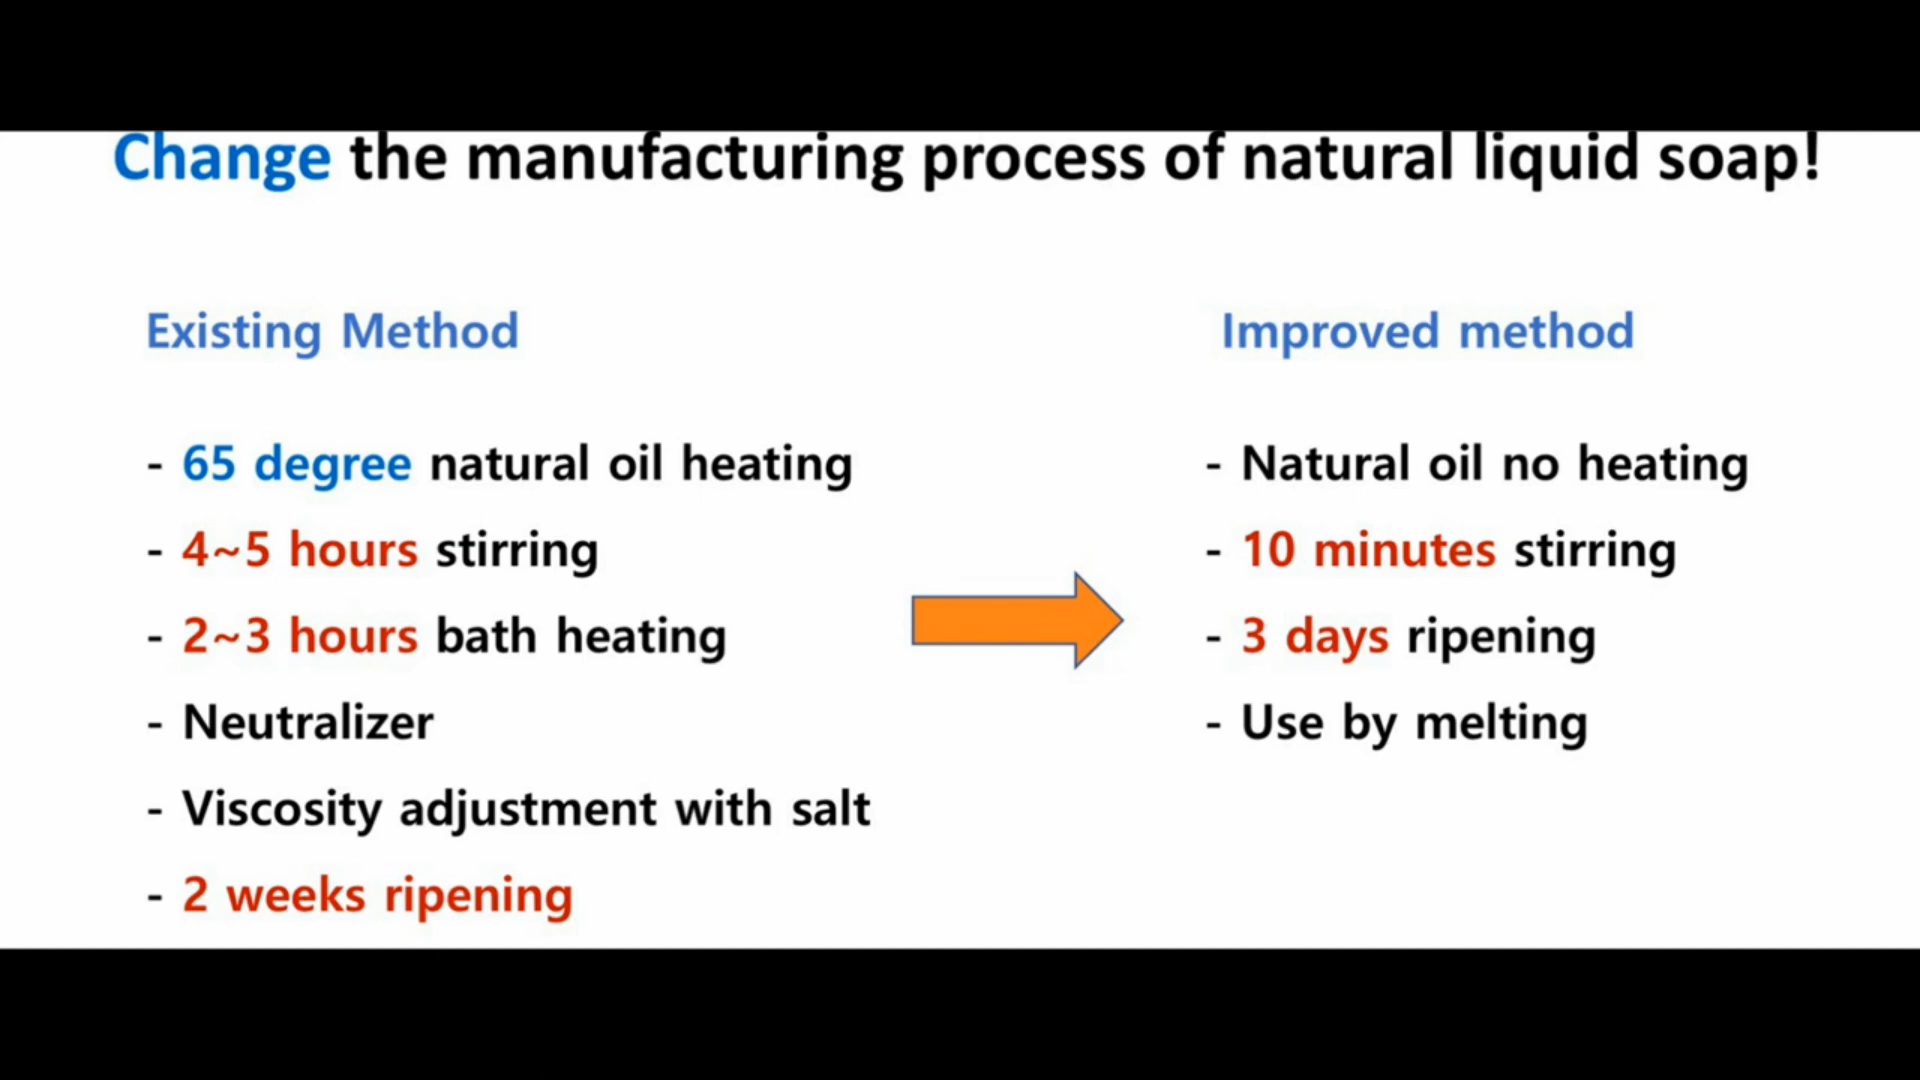 Change the manufacturing process of natural liquid soap!
Existing Method
- 65 degree natural oil heating
- 4~5 hours stirring
- 2~3 hours bath heating
- Neutralizer
- Viscosity adjustment with salt
- 2 weeks ripening
Improved method
- Natural oil no heating
- 10 minutes stirring
- 3 days ripening
- Use by melting